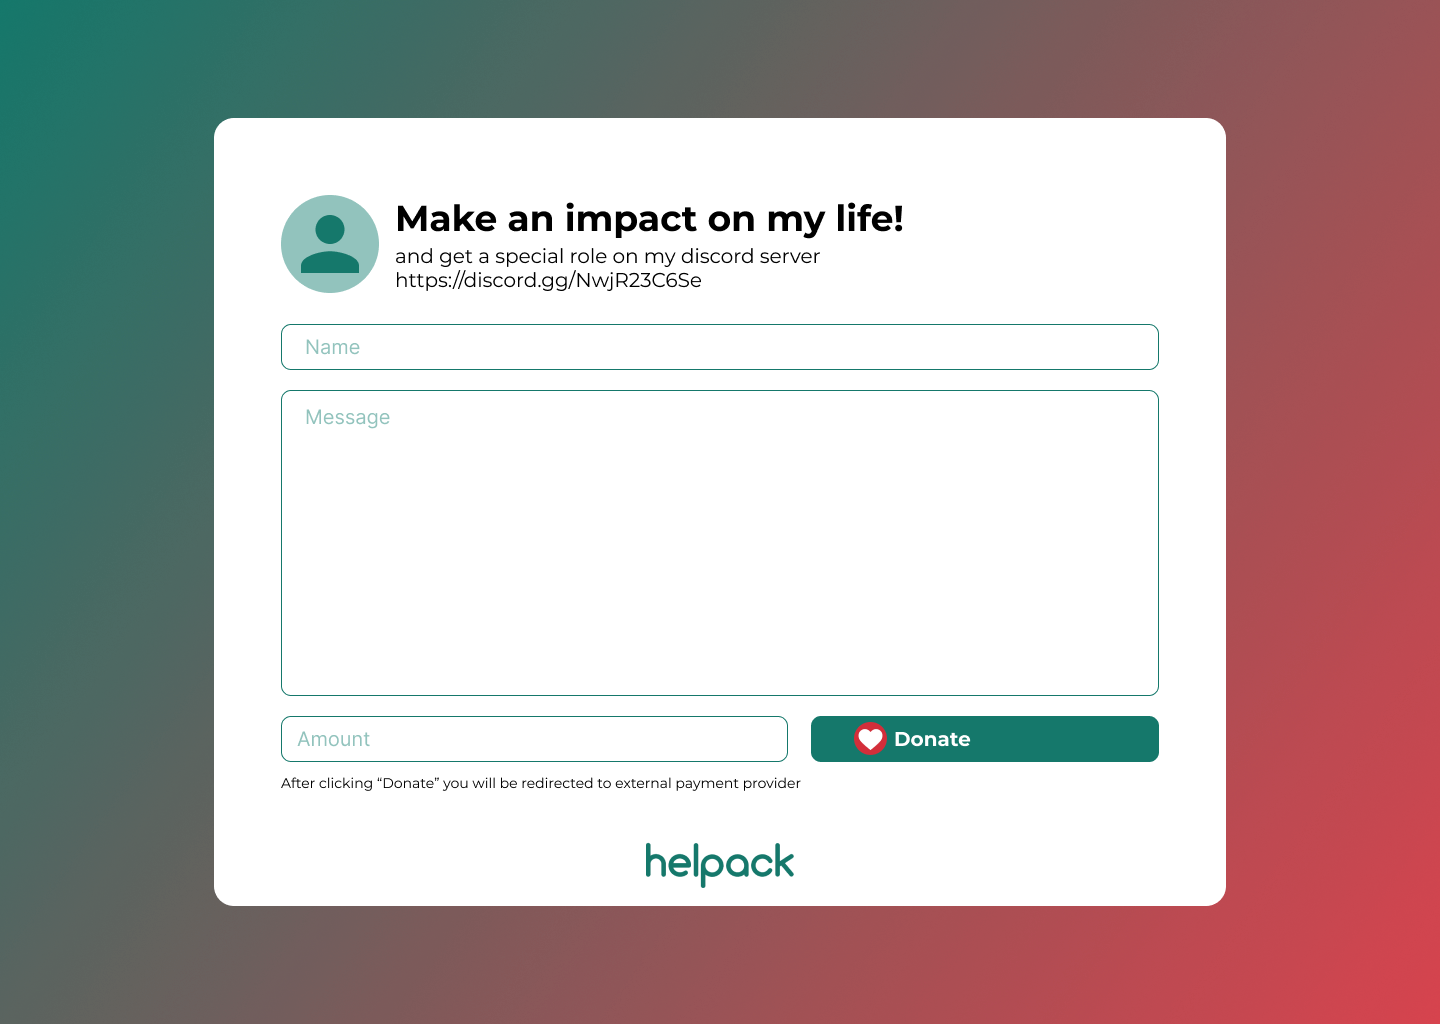 Make an impact on my life!
and get a special role on my discord server
https://discord.gg/NwjR23C6Se
Name
Message
Amount
Donate
After clicking “Donate” you will be redirected to external payment provider
helpack